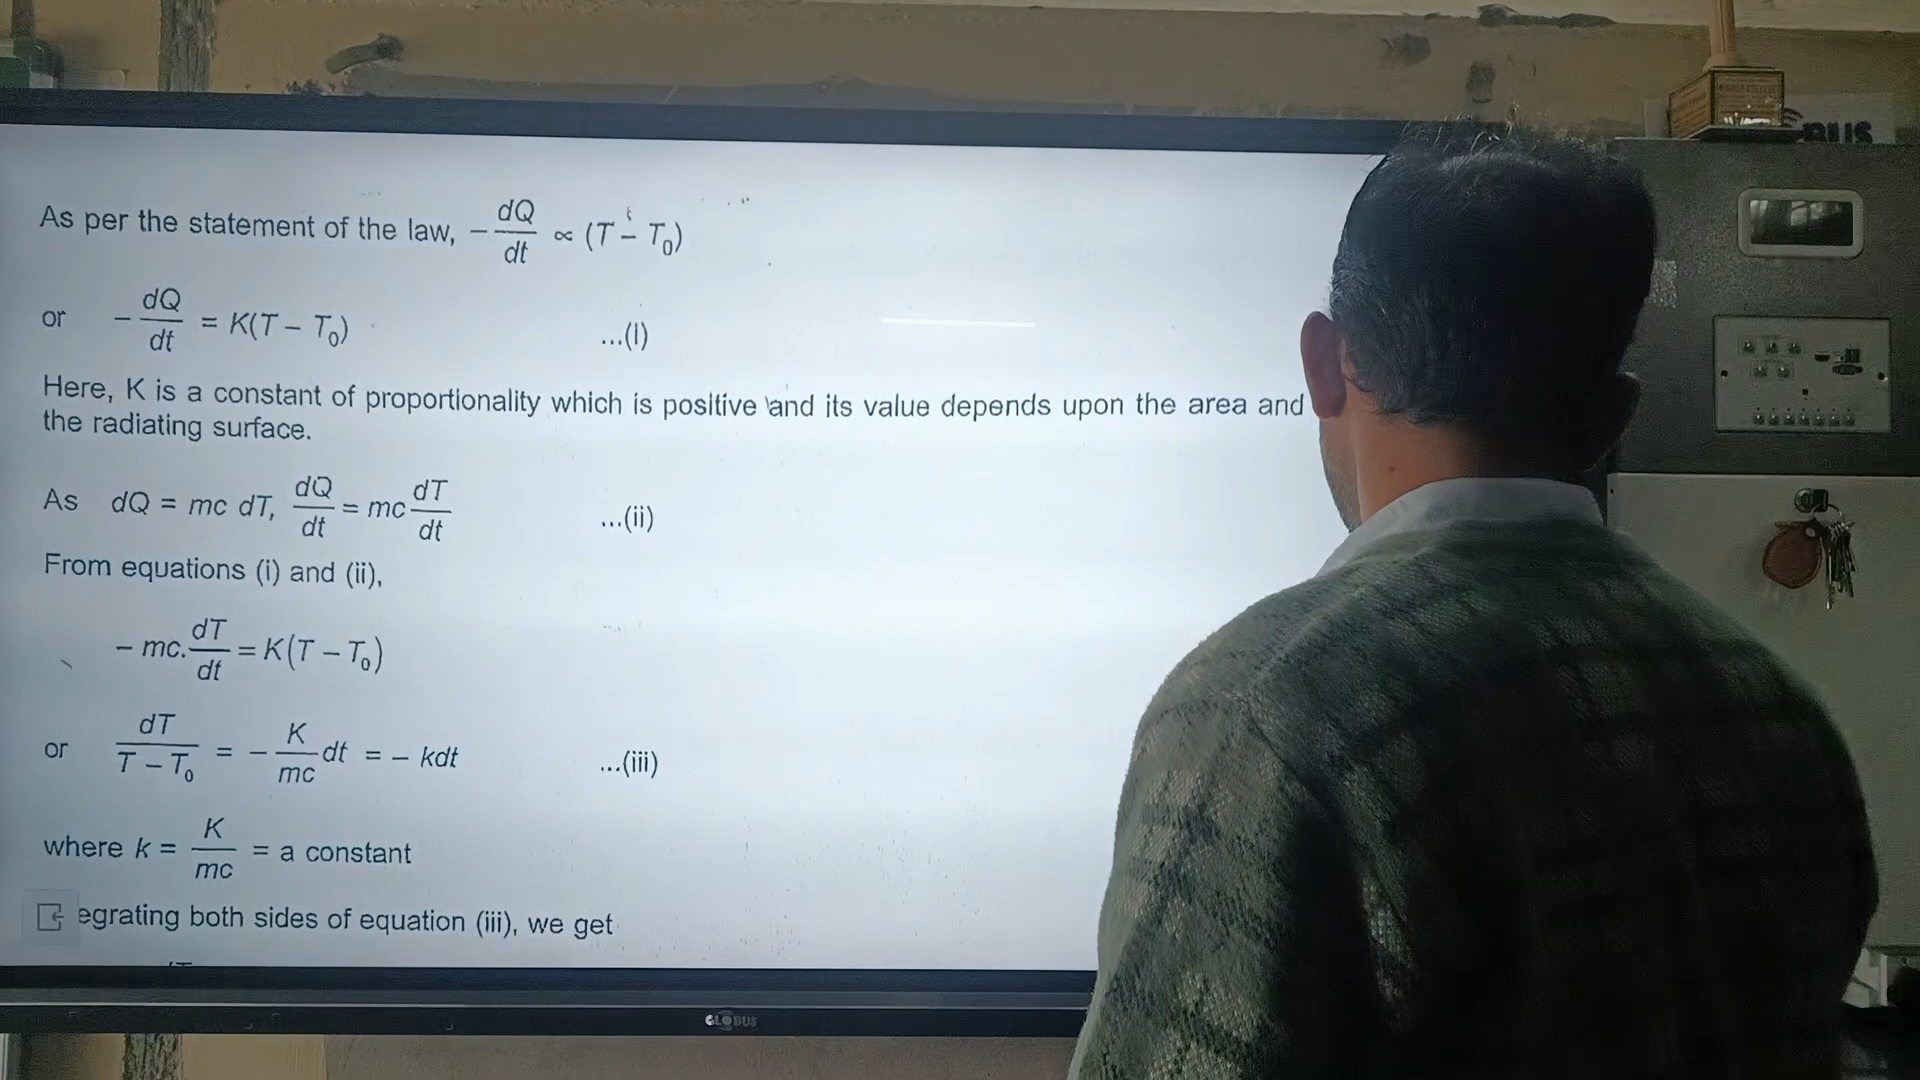 As per the statement of the law, − dQ/dt ∝ (T − T₀)
or − dQ/dt = K(T − T₀) ...(I)
Here, K is a constant of proportionality which is positive and its value depends upon the area and
the radiating surface.
As dQ = mc dT, dQ/dt = mc dT/dt ...(ii)
From equations (i) and (ii),
− mc. dT/dt = K(T − T₀)
or dT/(T − T₀) = − K/mc dt = − kdt ...(iii)
where k = K/mc = a constant
egrating both sides of equation (iii), we get
GLOBUS
BUS